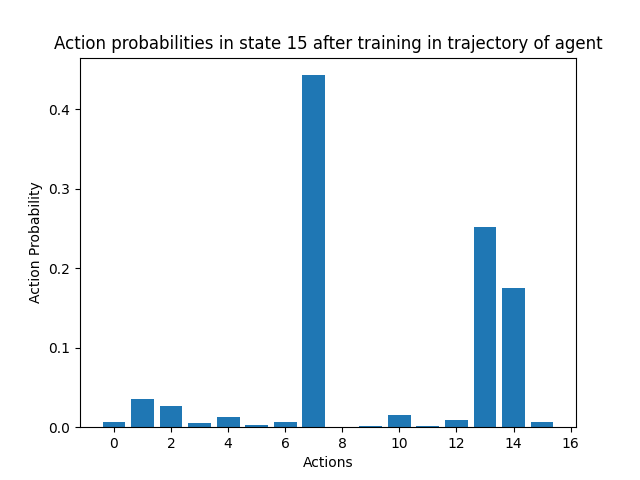 Action probabilities in state 15 after training in trajectory of agent
0.4
0.3
0.2
0.1
0.0
Action Probability
0 2 4 6 8 10 12 14 16
Actions